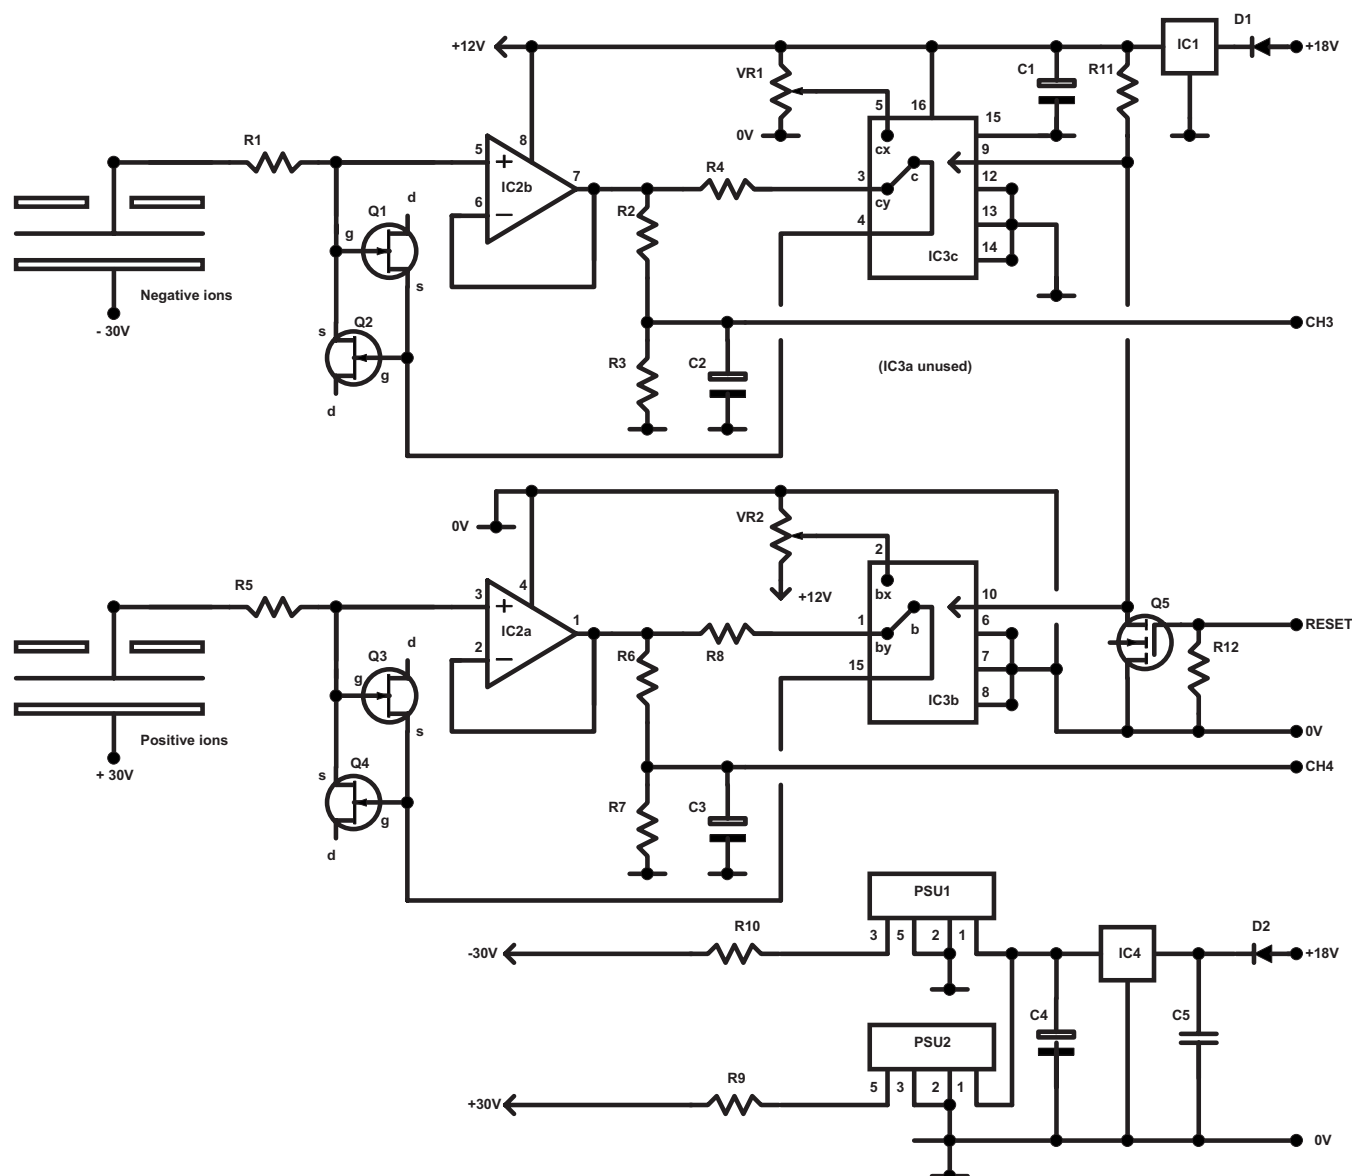 D1
+12V
IC1
+18V
C1
R11
VR1
5
16
15
0V
cx
9
R1
5
8
+
IC2b
7
R4
3
c
12
6
−
cy
13
d
R2
4
14
Q1
g
IC3c
s
Negative ions
- 30V
s
Q2
CH3
g
R3
C2
(IC3a unused)
d
0V
VR2
2
+12V
bx
10
R5
3
4
+
IC2a
1
R8
1
b
6
Q5
RESET
2
−
by
7
R12
d
R6
15
8
Q3
g
IC3b
s
0V
Positive ions
+ 30V
s
Q4
CH4
g
R7
C3
d
PSU1
R10
3
5
2
1
D2
-30V
IC4
+18V
C4
C5
PSU2
R9
5
3
2
1
+30V
0V